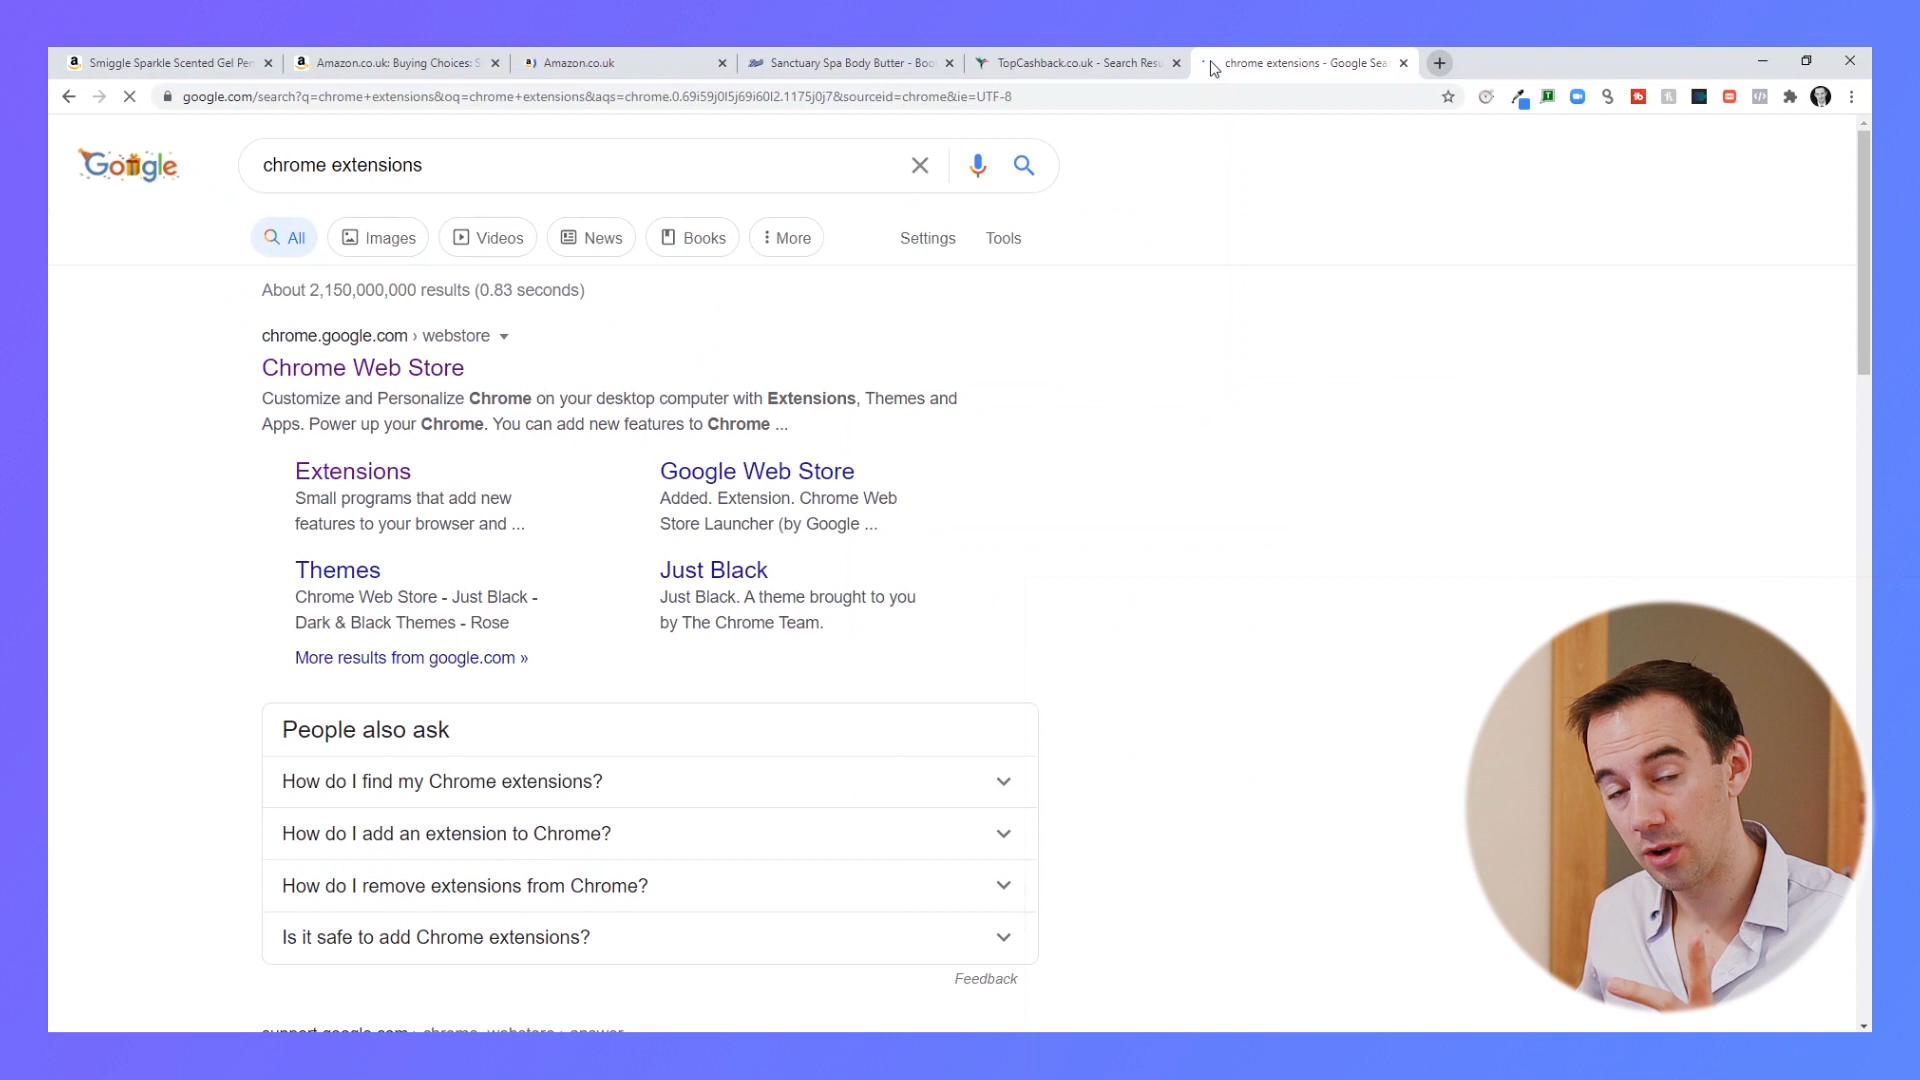 Smiggle Sparkle Scented Gel Pen
Amazon.co.uk: Buying Choices: S
Amazon.co.uk
Sanctuary Spa Body Butter - Boo
TopCashback.co.uk - Search Resu
chrome extensions - Google Sea
google.com/search?q=chrome+extensions&oq=chrome+extensions&aqs=chrome.0.69i59j0l5j69i60l2.1175j0j7&sourceid=chrome&ie=UTF-8
Google
chrome extensions
All
Images
Videos
News
Books
More
Settings
Tools
About 2,150,000,000 results (0.83 seconds)
chrome.google.com › webstore
Chrome Web Store
Customize and Personalize Chrome on your desktop computer with Extensions, Themes and
Apps. Power up your Chrome. You can add new features to Chrome ...
Extensions
Small programs that add new
features to your browser and ...
Google Web Store
Added. Extension. Chrome Web
Store Launcher (by Google ...
Themes
Chrome Web Store - Just Black -
Dark & Black Themes - Rose
Just Black
Just Black. A theme brought to you
by The Chrome Team.
More results from google.com »
People also ask
How do I find my Chrome extensions?
How do I add an extension to Chrome?
How do I remove extensions from Chrome?
Is it safe to add Chrome extensions?
Feedback
support.google.com › chrome_webstore › answer